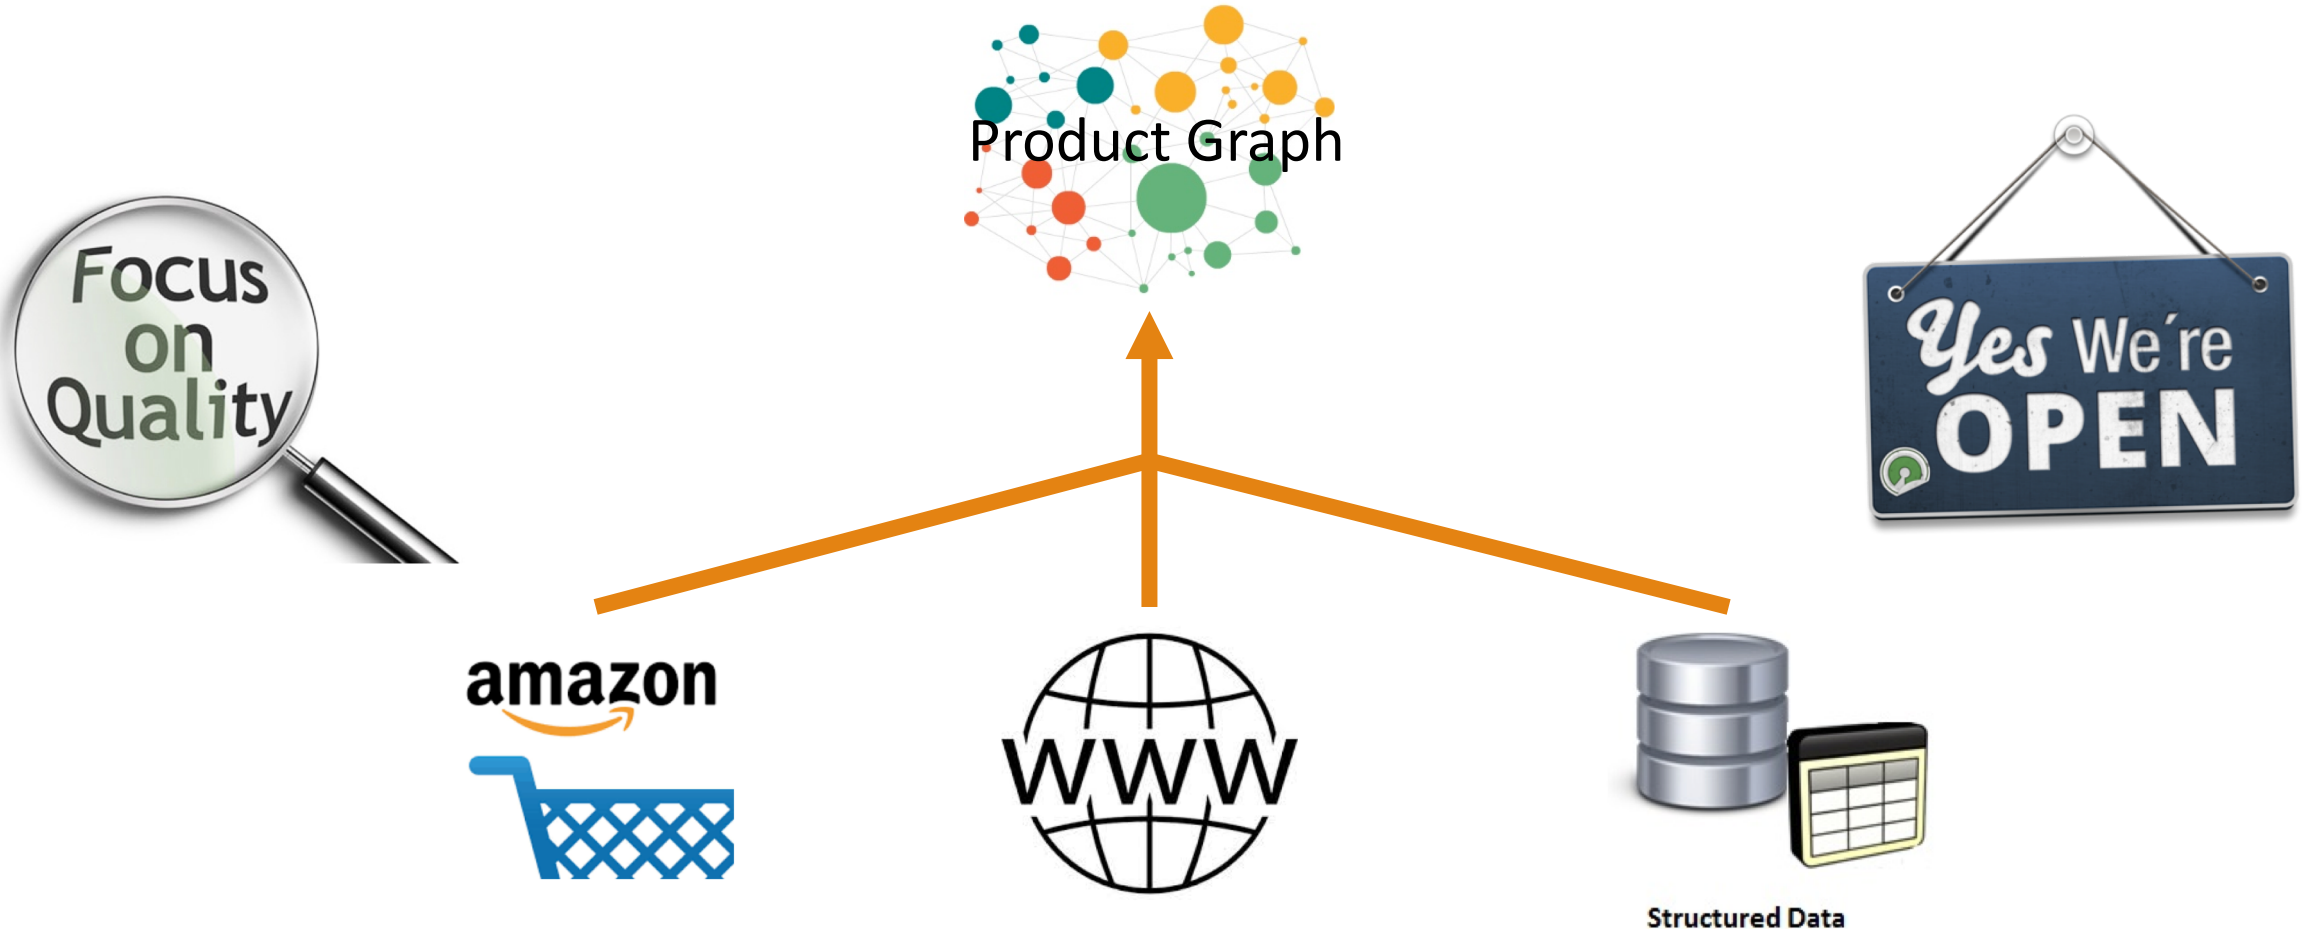 Product Graph
Focus
on
Quality
Yes We´re
OPEN
amazon
WWW
Structured Data